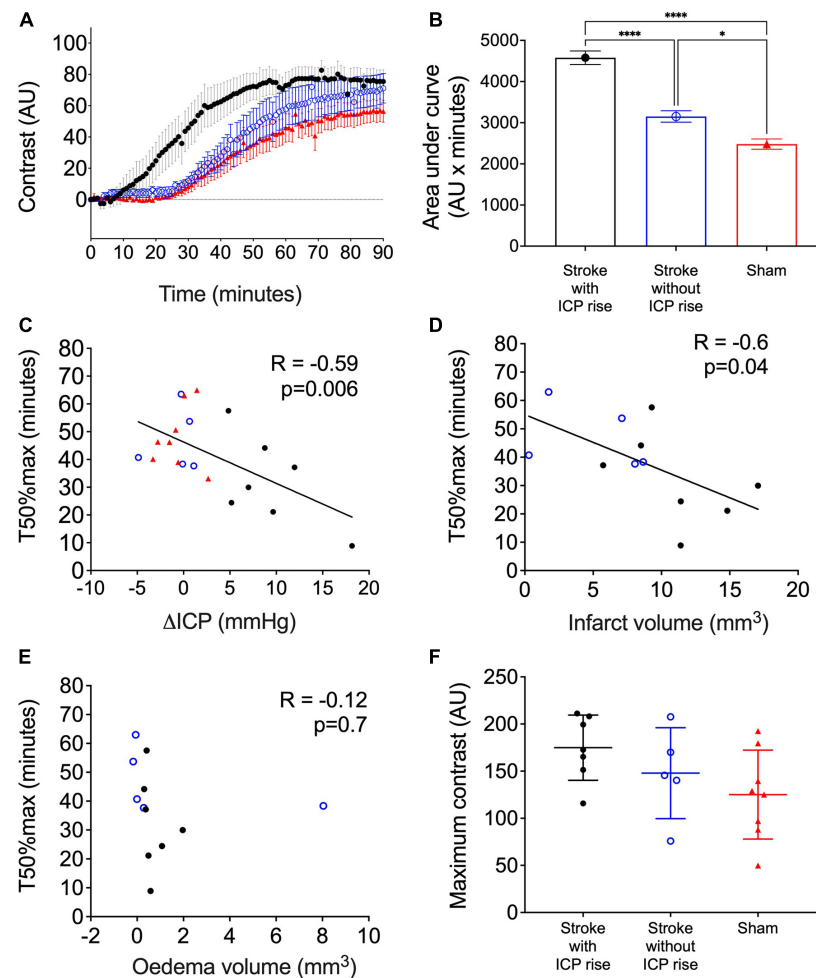 A
Contrast (AU)
100
80
60
40
20
0
0 10 20 30 40 50 60 70 80 90
Time (minutes)
B
****
**** *
Area under curve
(AU x minutes)
5000
4000
3000
2000
1000
0
Stroke with ICP rise
Stroke without ICP rise
Sham
C
R = -0.59
p=0.006
T50%max (minutes)
80
70
60
50
40
30
20
10
0
-10 -5 0 5 10 15 20
ΔICP (mmHg)
D
R = -0.6
p=0.04
T50%max (minutes)
80
70
60
50
40
30
20
10
0
0 5 10 15 20
Infarct volume (mm³)
E
R = -0.12
p=0.7
T50%max (minutes)
80
70
60
50
40
30
20
10
0
-2 0 2 4 6 8 10
Oedema volume (mm³)
F
Maximum contrast (AU)
250
200
150
100
50
0
Stroke with ICP rise
Stroke without ICP rise
Sham